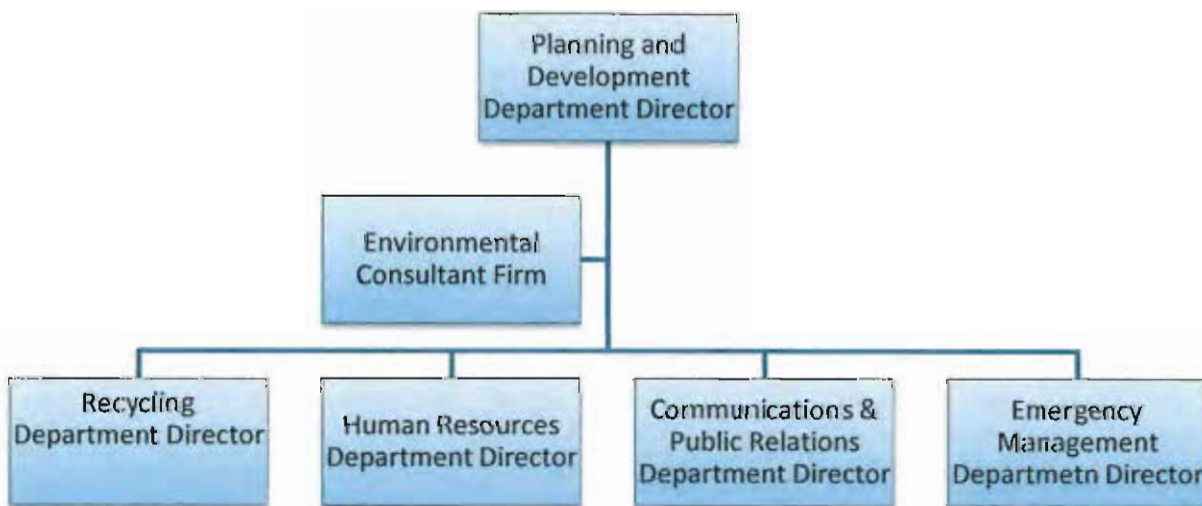 Planning and
Development
Department Director
Environmental
Consultant Firm
Recycling
Department Director
Human Resources
Department Director
Communications &
Public Relations
Department Director
Emergency
Management
Departmetn Director